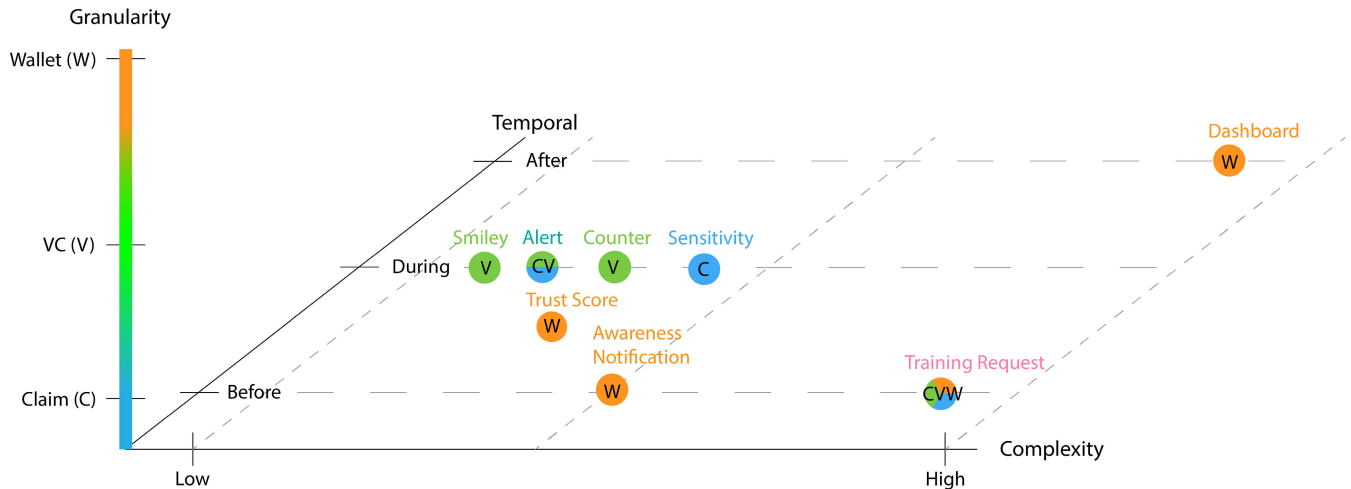 Granularity
Wallet (W)
Temporal
Dashboard
After
W
VC (V)
Smiley
Alert
Counter
Sensitivity
During
V
CV
V
C
Trust Score
W
Awareness
Notification
Training Request
Claim (C)
Before
W
CVW
Complexity
Low
High